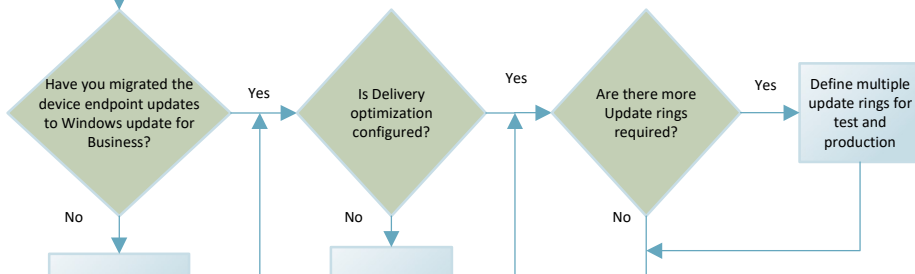 Have you migrated the
device endpoint updates
to Windows update for
Business?
Yes
No
Is Delivery
optimization
configured?
Yes
No
Are there more
Update rings
required?
Yes
No
Define multiple
update rings for
test and
production